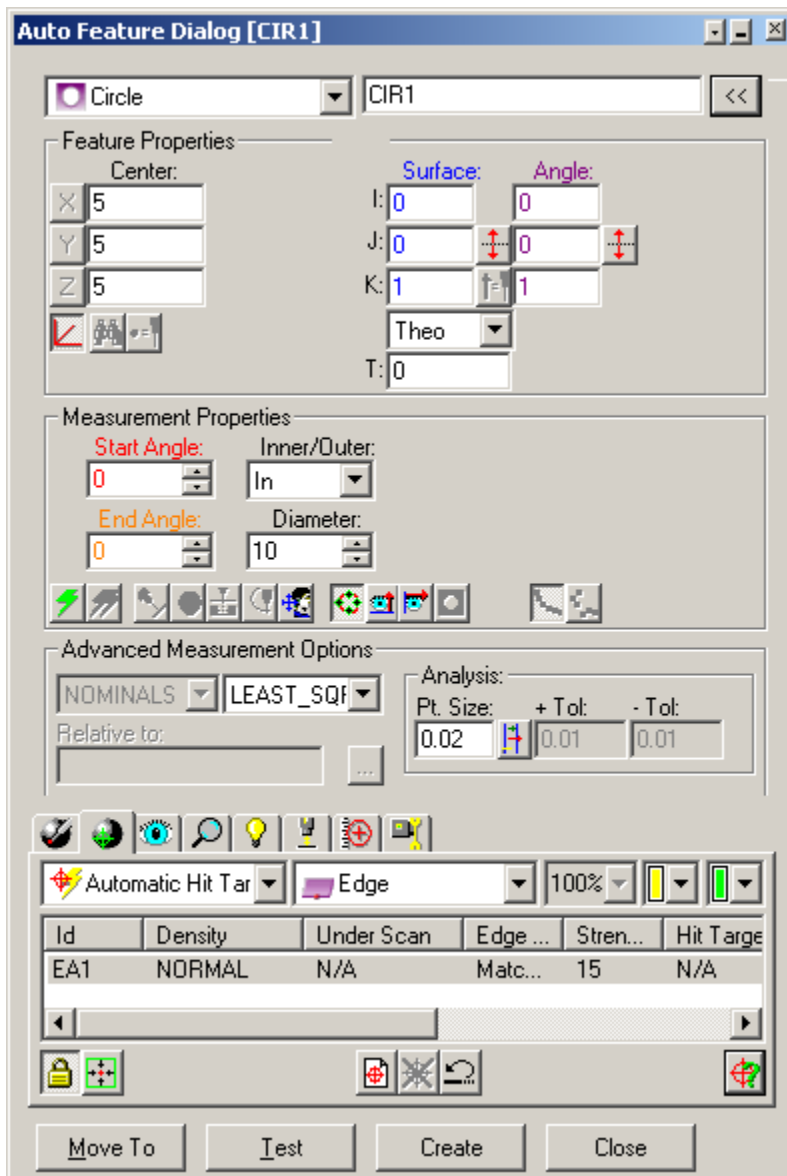 Auto Feature Dialog [CIR1]
Circle CIR1 <<
Feature Properties
Center: Surface: Angle:
X 5 I: 0 0
Y 5 J: 0 0
Z 5 K: 1 1
Theo
T: 0
Measurement Properties
Start Angle: Inner/Outer:
0 In
End Angle: Diameter:
0 10
Advanced Measurement Options
Analysis:
NOMINALS LEAST_SQR Pt. Size: + Tol: - Tol:
Relative to: 0.02 0.01 0.01
...
Automatic Hit Tar Edge 100%
Id Density Under Scan Edge ... Stren... Hit Targe
EA1 NORMAL N/A Matc... 15 N/A
Move To Test Create Close